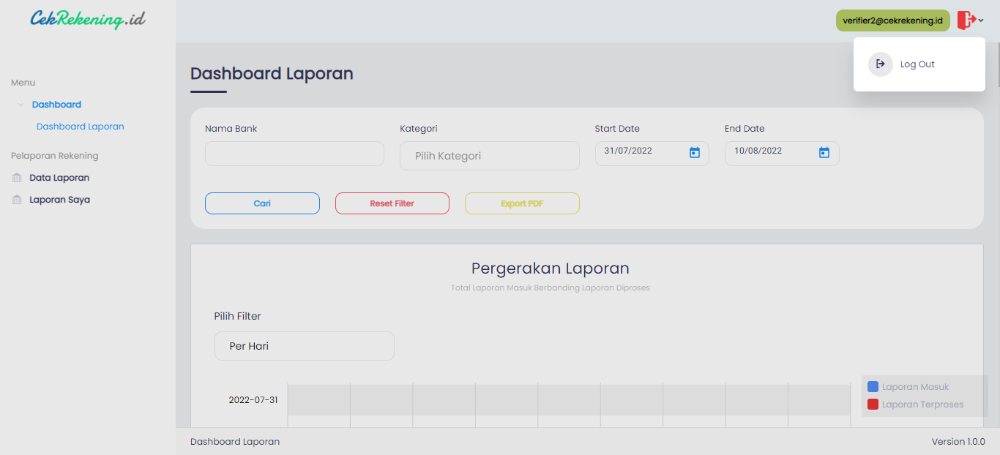 CekRekening.id
verifier2@cekrekening.id
Log Out
Menu
Dashboard
Dashboard Laporan
Pelaporan Rekening
Data Laporan
Laporan Saya
Dashboard Laporan
Nama Bank
Kategori
Start Date
End Date
Pilih Kategori
31/07/2022
10/08/2022
Cari
Reset Filter
Export PDF
Pergerakan Laporan
Total Laporan Masuk Berbanding Laporan Diproses
Pilih Filter
Per Hari
2022-07-31
Laporan Masuk
Laporan Terproses
Dashboard Laporan
Version 1.0.0